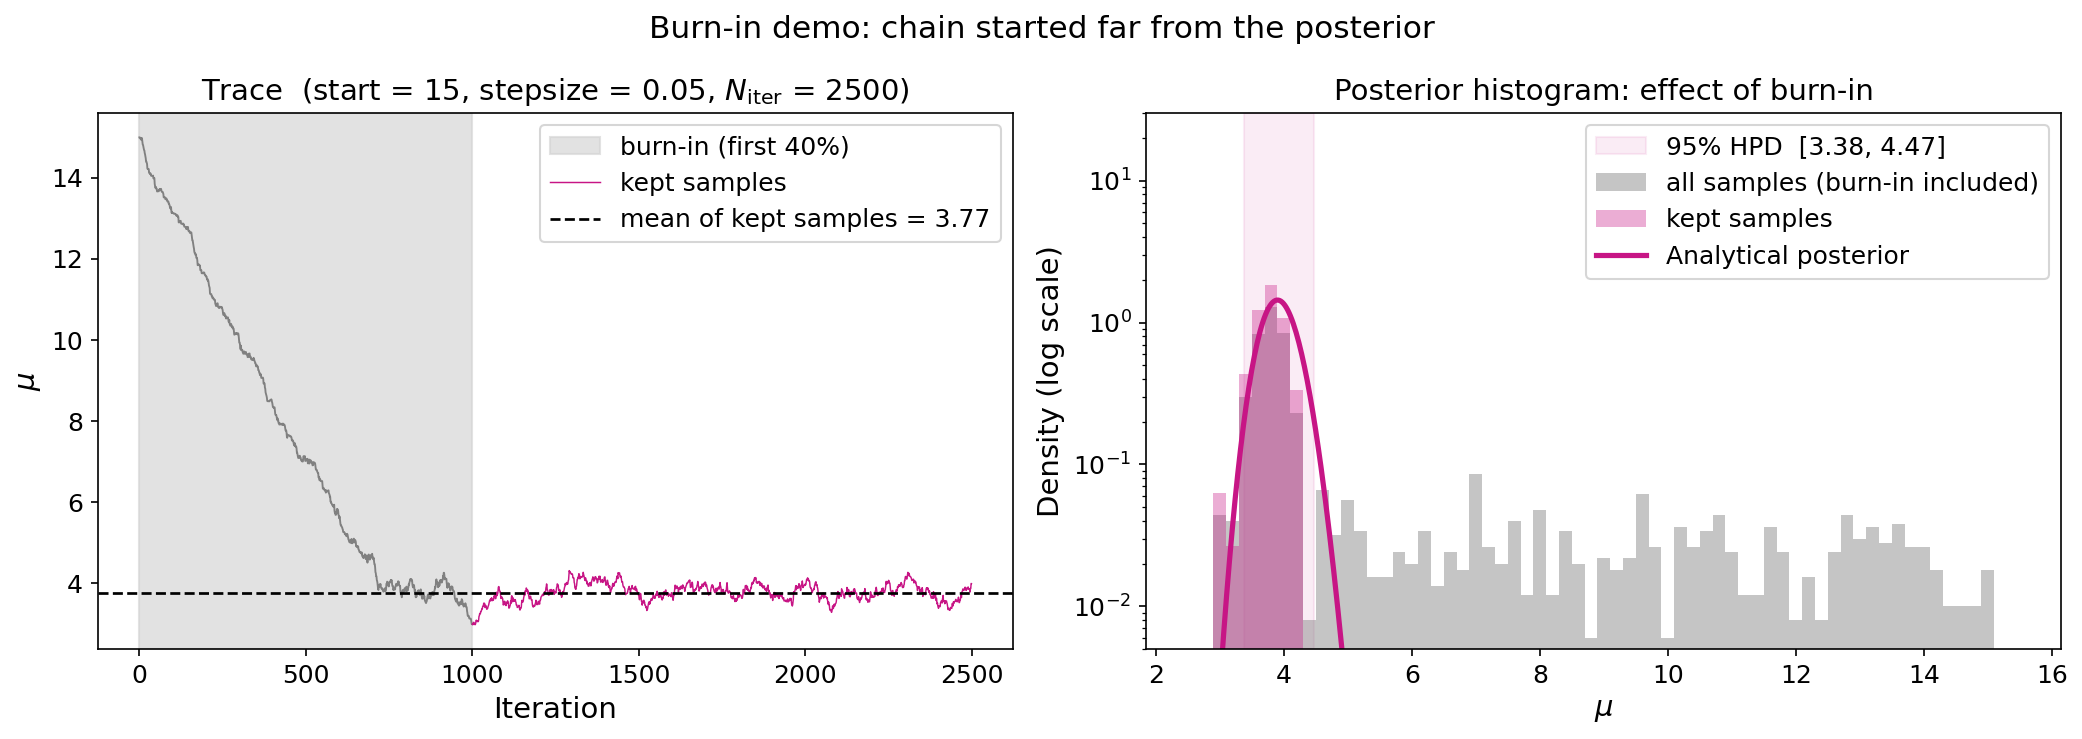 Burn-in demo: chain started far from the posterior
Trace (start = 15, stepsize = 0.05, N_iter = 2500)
burn-in (first 40%)
kept samples
mean of kept samples = 3.77
μ
14
12
10
8
6
4
0 500 1000 1500 2000 2500
Iteration
Posterior histogram: effect of burn-in
95% HPD [3.38, 4.47]
all samples (burn-in included)
kept samples
Analytical posterior
Density (log scale)
10¹
10⁰
10⁻¹
10⁻²
2 4 6 8 10 12 14 16
μ